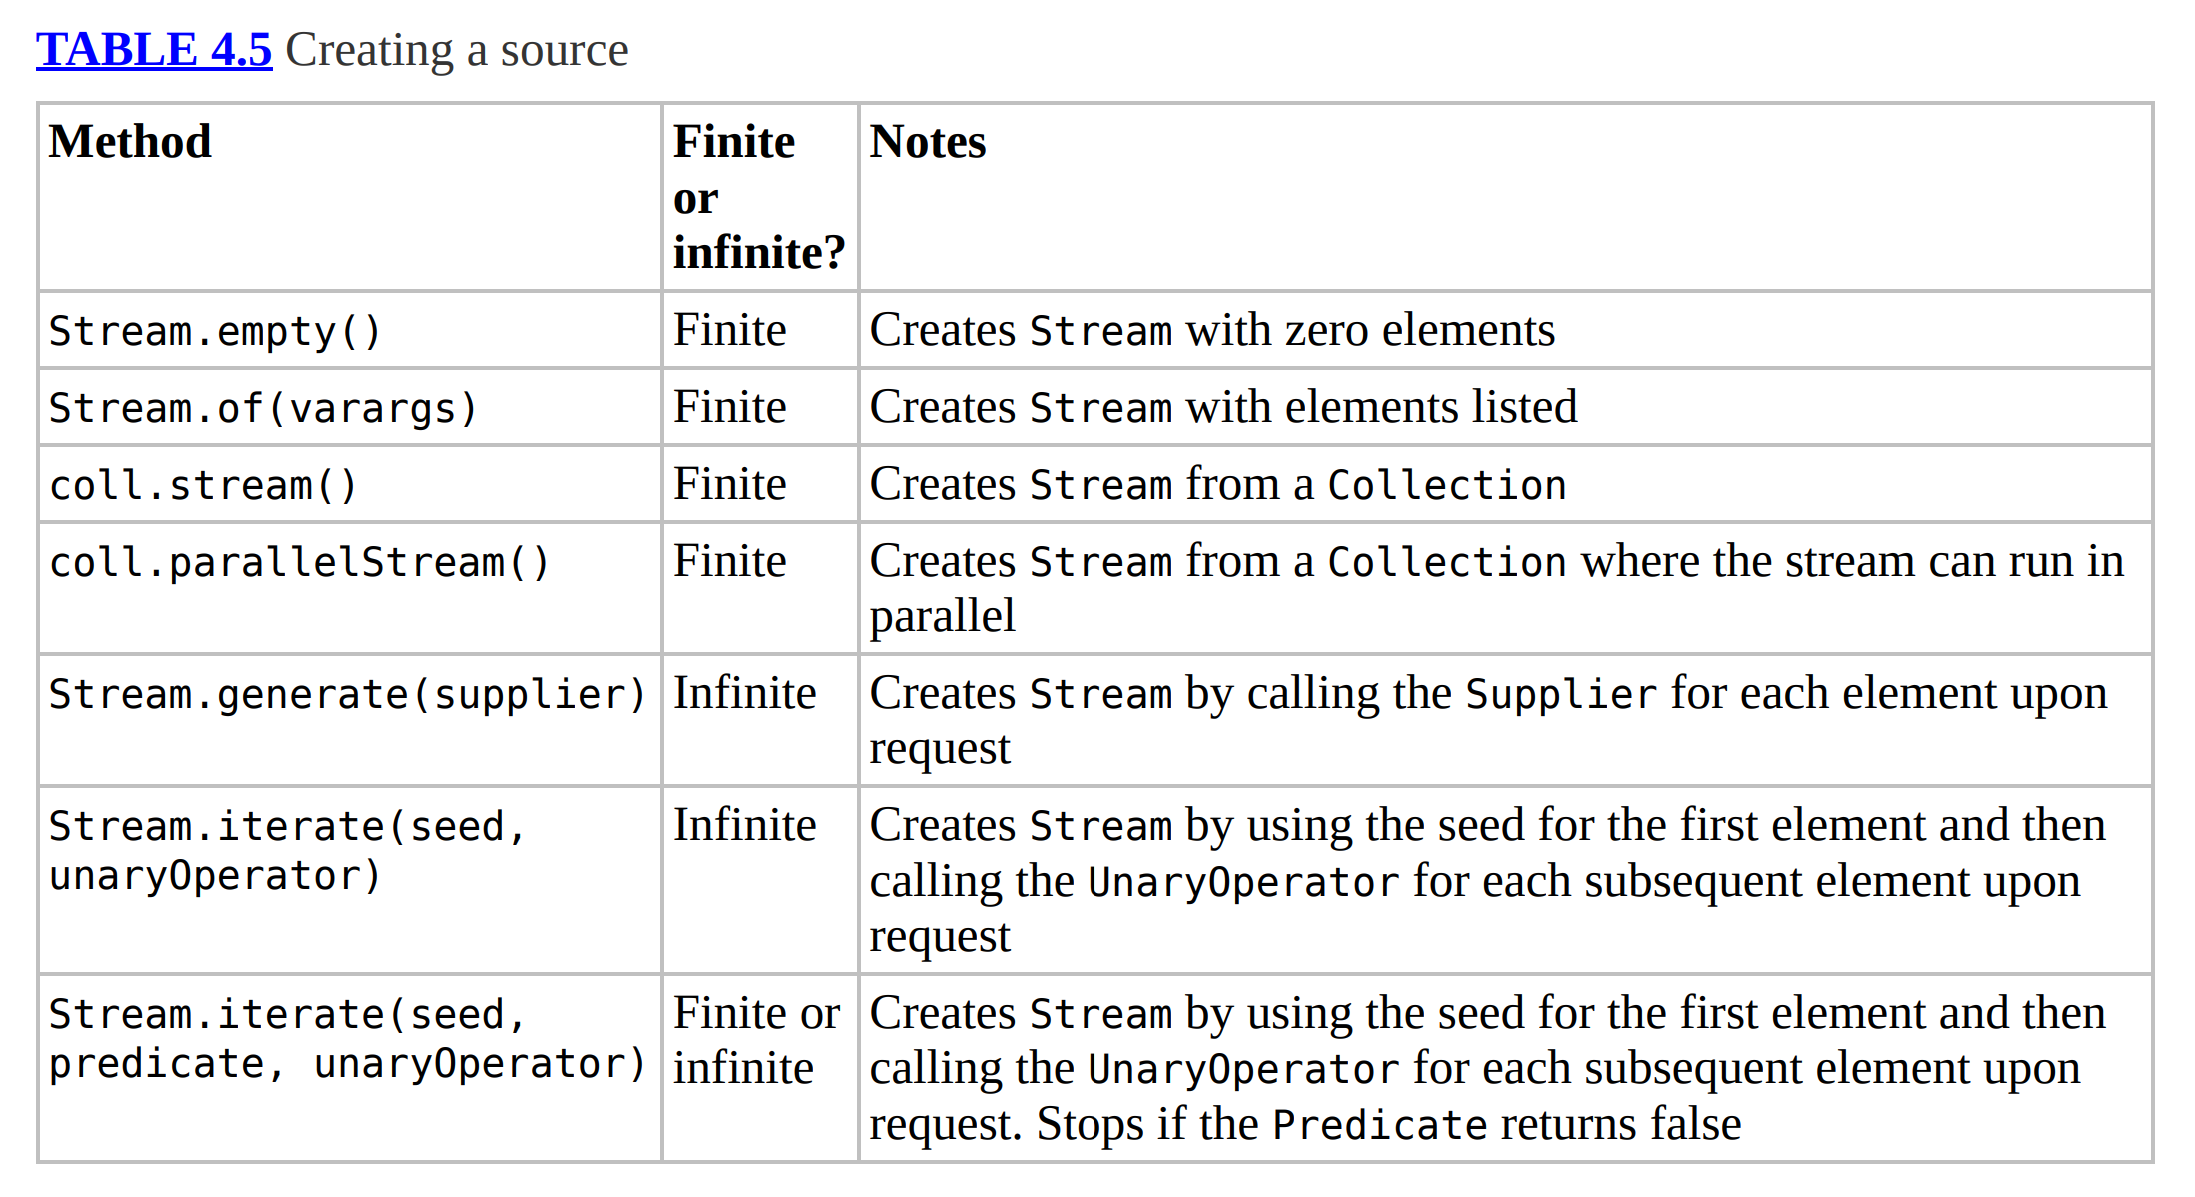 TABLE 4.5 Creating a source
Method
Finite
or
infinite?
Notes
Stream.empty()
Finite
Creates Stream with zero elements
Stream.of(varargs)
Finite
Creates Stream with elements listed
coll.stream()
Finite
Creates Stream from a Collection
coll.parallelStream()
Finite
Creates Stream from a Collection where the stream can run in
parallel
Stream.generate(supplier)
Infinite
Creates Stream by calling the Supplier for each element upon
request
Stream.iterate(seed,
unaryOperator)
Infinite
Creates Stream by using the seed for the first element and then
calling the UnaryOperator for each subsequent element upon
request
Stream.iterate(seed,
predicate, unaryOperator)
Finite or
infinite
Creates Stream by using the seed for the first element and then
calling the UnaryOperator for each subsequent element upon
request. Stops if the Predicate returns false